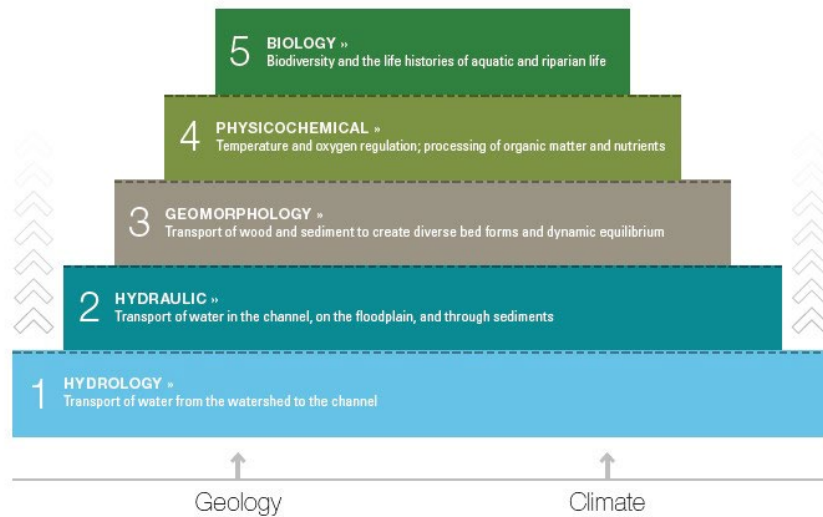 5 BIOLOGY »
Biodiversity and the life histories of aquatic and riparian life
4 PHYSICOCHEMICAL »
Temperature and oxygen regulation; processing of organic matter and nutrients
3 GEOMORPHOLOGY »
Transport of wood and sediment to create diverse bed forms and dynamic equilibrium
2 HYDRAULIC »
Transport of water in the channel, on the floodplain, and through sediments
1 HYDROLOGY »
Transport of water from the watershed to the channel
Geology Climate